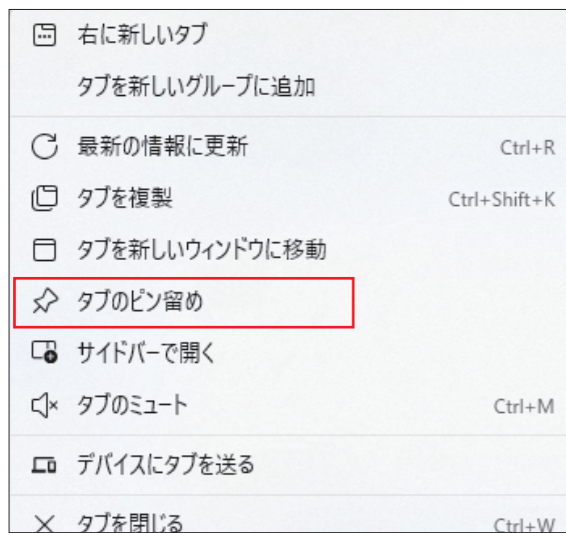 右に新しいタブ
タブを新しいグループに追加
最新の情報に更新 Ctrl+R
タブを複製 Ctrl+Shift+K
タブを新しいウィンドウに移動
タブのピン留め
サイドバーで開く
タブのミュート Ctrl+M
デバイスにタブを送る
タブを閉じる Ctrl+W